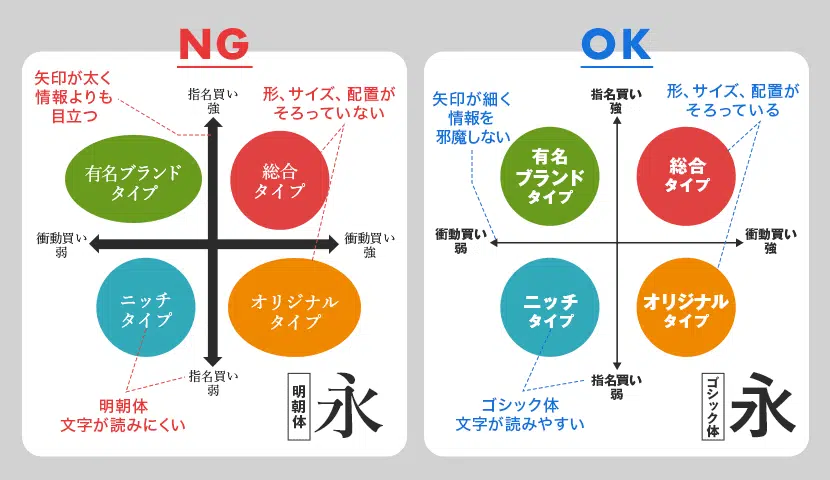 NG
矢印が太く
情報よりも
目立つ
指名買い
強
形、サイズ、配置が
そろっていない
有名ブランド
タイプ
総合
タイプ
衝動買い
弱
衝動買い
強
ニッチ
タイプ
オリジナル
タイプ
指名買い
弱
明朝体
文字が読みにくい
明朝体
永
OK
矢印が細く
情報を
邪魔しない
指名買い
強
形、サイズ、配置が
そろっている
有名
ブランド
タイプ
総合
タイプ
衝動買い
弱
衝動買い
強
ニッチ
タイプ
オリジナル
タイプ
指名買い
弱
ゴシック体
文字が読みやすい
ゴシック体
永